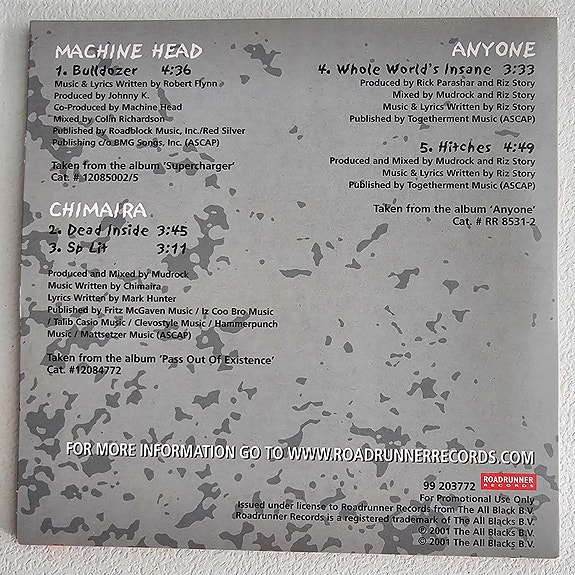 MACHINE HEAD
1. Bulldozer 4:36
Music & Lyrics Written by Robert Flynn
Produced by Johnny K.
Co-Produced by Machine Head
Mixed by Colin Richardson
Published by Roadblock Music, Inc./Red Silver
Publishing c/o BMG Songs, Inc. (ASCAP)
Taken from the album 'Supercharger'
Cat. # 12085002/5
CHIMAIRA
2. Dead Inside 3:45
3. Sp Lit 3:11
Produced and Mixed by Mudrock
Music Written by Chimaira
Lyrics Written by Mark Hunter
Published by Fritz McGaven Music / Iz Coo Bro Music
/ Talib Casio Music / Clevostyle Music / Hammerpunch
Music / Mattsetzer Music (ASCAP)
Taken from the album 'Pass Out Of Existence'
Cat. #12084772
ANYONE
4. Whole World's Insane 3:33
Produced by Rick Parashar and Riz Story
Mixed by Mudrock and Riz Story
Music & Lyrics Written by Riz Story
Published by Togetherment Music (ASCAP)
5. Hitches 4:49
Produced and Mixed by Mudrock and Riz Story
Music & Lyrics Written by Riz Story
Published by Togetherment Music (ASCAP)
Taken from the album 'Anyone'
Cat. # RR 8531-2
FOR MORE INFORMATION GO TO WWW.ROADRUNNERRECORDS.COM
99 203772
ROADRUNNER
RECORDS
For Promotional Use Only
Issued under license to Roadrunner Records from The All Black B.V.
Roadrunner Records is a registered trademark of The All Blacks B.V.
℗ 2001 The All Blacks B.V.
© 2001 The All Blacks B.V.